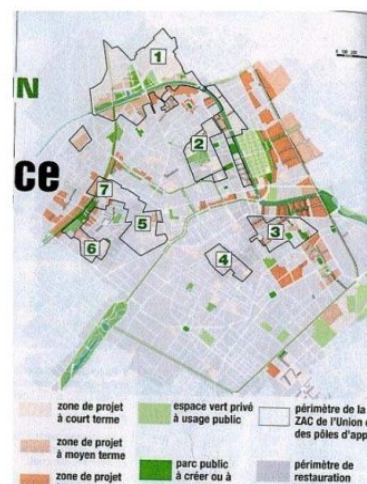 N
ce
1
2
7
5
3
6
4
zone de projet
à court terme
zone de projet
à moyen terme
zone de projet
espace vert privé
à usage public
parc public
à créer ou à
périmètre de la
ZAC de l'Union
des pôles d'app
périmètre de
restauration